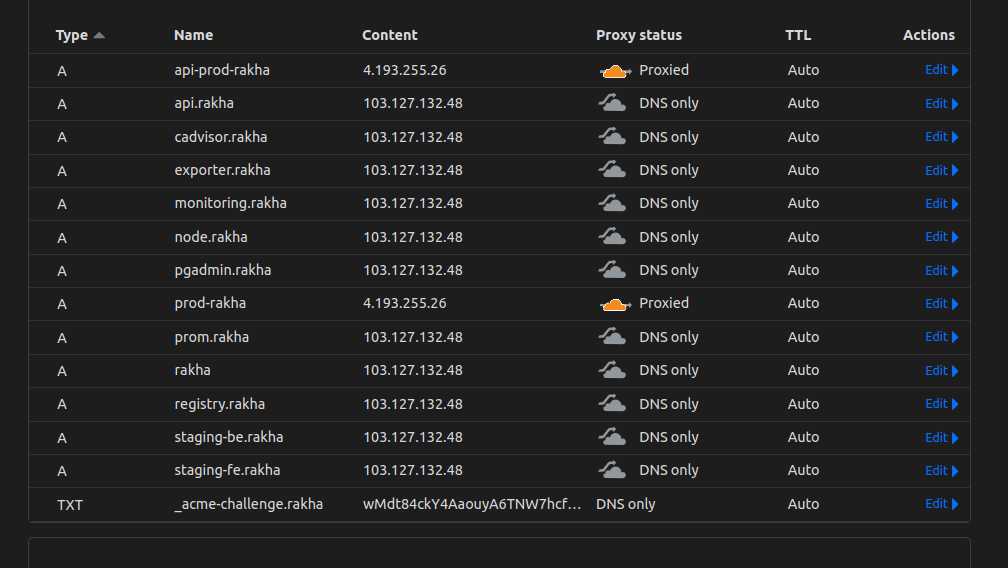 Type Name Content Proxy status TTL Actions
A api-prod-rakha 4.193.255.26 Proxied Auto Edit
A api.rakha 103.127.132.48 DNS only Auto Edit
A cadvisor.rakha 103.127.132.48 DNS only Auto Edit
A exporter.rakha 103.127.132.48 DNS only Auto Edit
A monitoring.rakha 103.127.132.48 DNS only Auto Edit
A node.rakha 103.127.132.48 DNS only Auto Edit
A pgadmin.rakha 103.127.132.48 DNS only Auto Edit
A prod-rakha 4.193.255.26 Proxied Auto Edit
A prom.rakha 103.127.132.48 DNS only Auto Edit
A rakha 103.127.132.48 DNS only Auto Edit
A registry.rakha 103.127.132.48 DNS only Auto Edit
A staging-be.rakha 103.127.132.48 DNS only Auto Edit
A staging-fe.rakha 103.127.132.48 DNS only Auto Edit
TXT _acme-challenge.rakha wMdt84ckY4AaouyA6TNW7hcf... DNS only Auto Edit